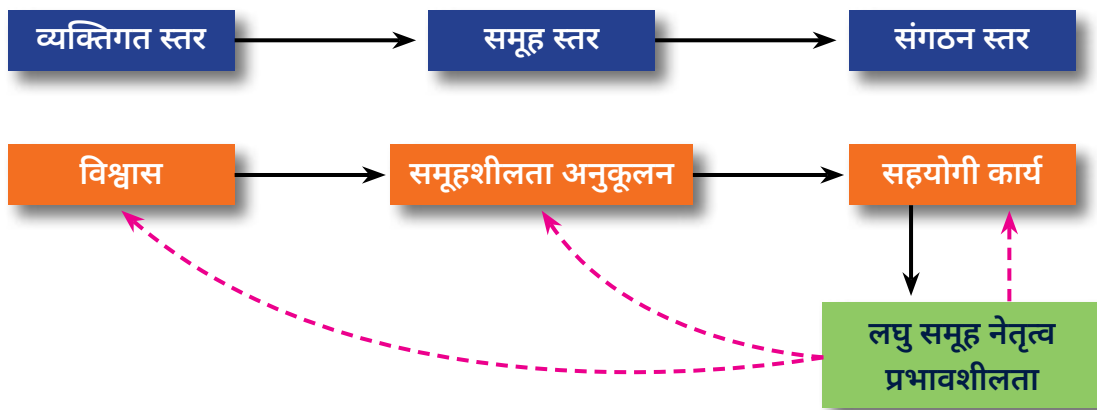 व्यक्तिगत स्तर
समूह स्तर
संगठन स्तर
विश्वास
समूहशीलता अनुकूलन
सहयोगी कार्य
लघु समूह नेतृत्व
प्रभावशीलता